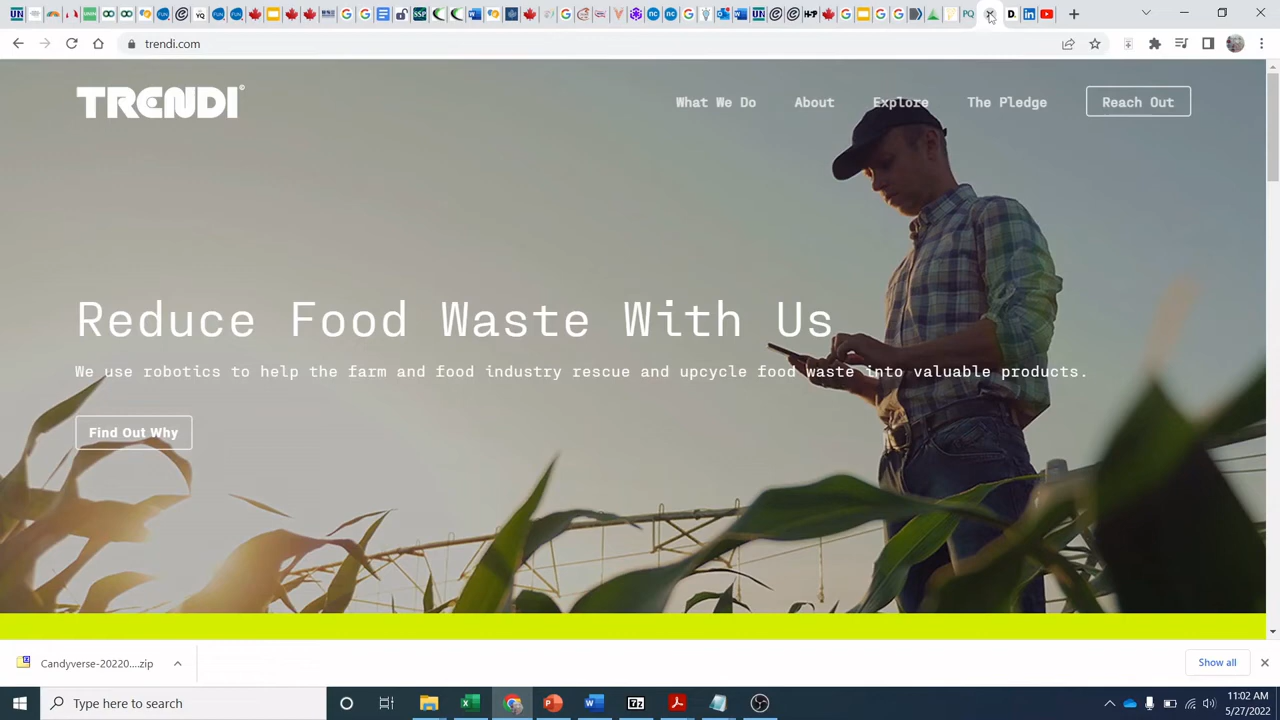 trendi.com
TRENDI
What We Do
About
Explore
The Pledge
Reach Out
Reduce Food Waste With Us
We use robotics to help the farm and food industry rescue and upcycle food waste into valuable products.
Find Out Why
Candyverse-20220....zip
Show all
Type here to search
11:02 AM
5/27/2022